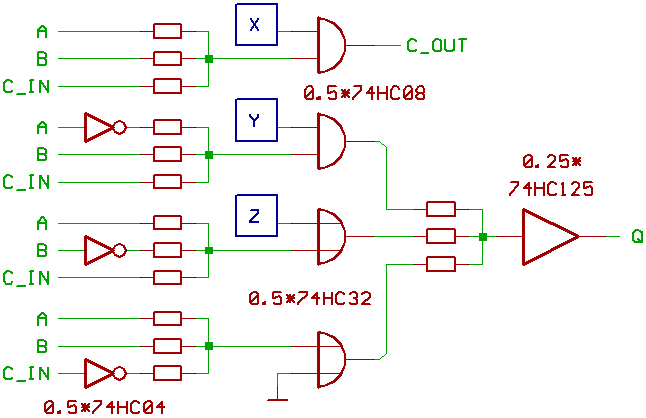 A
X
B
C_OUT
C_IN
0.5*74HC08
A
Y
B
C_IN
0.25*
74HC125
A
Z
B
Q
C_IN
0.5*74HC32
A
B
C_IN
0.5*74HC04